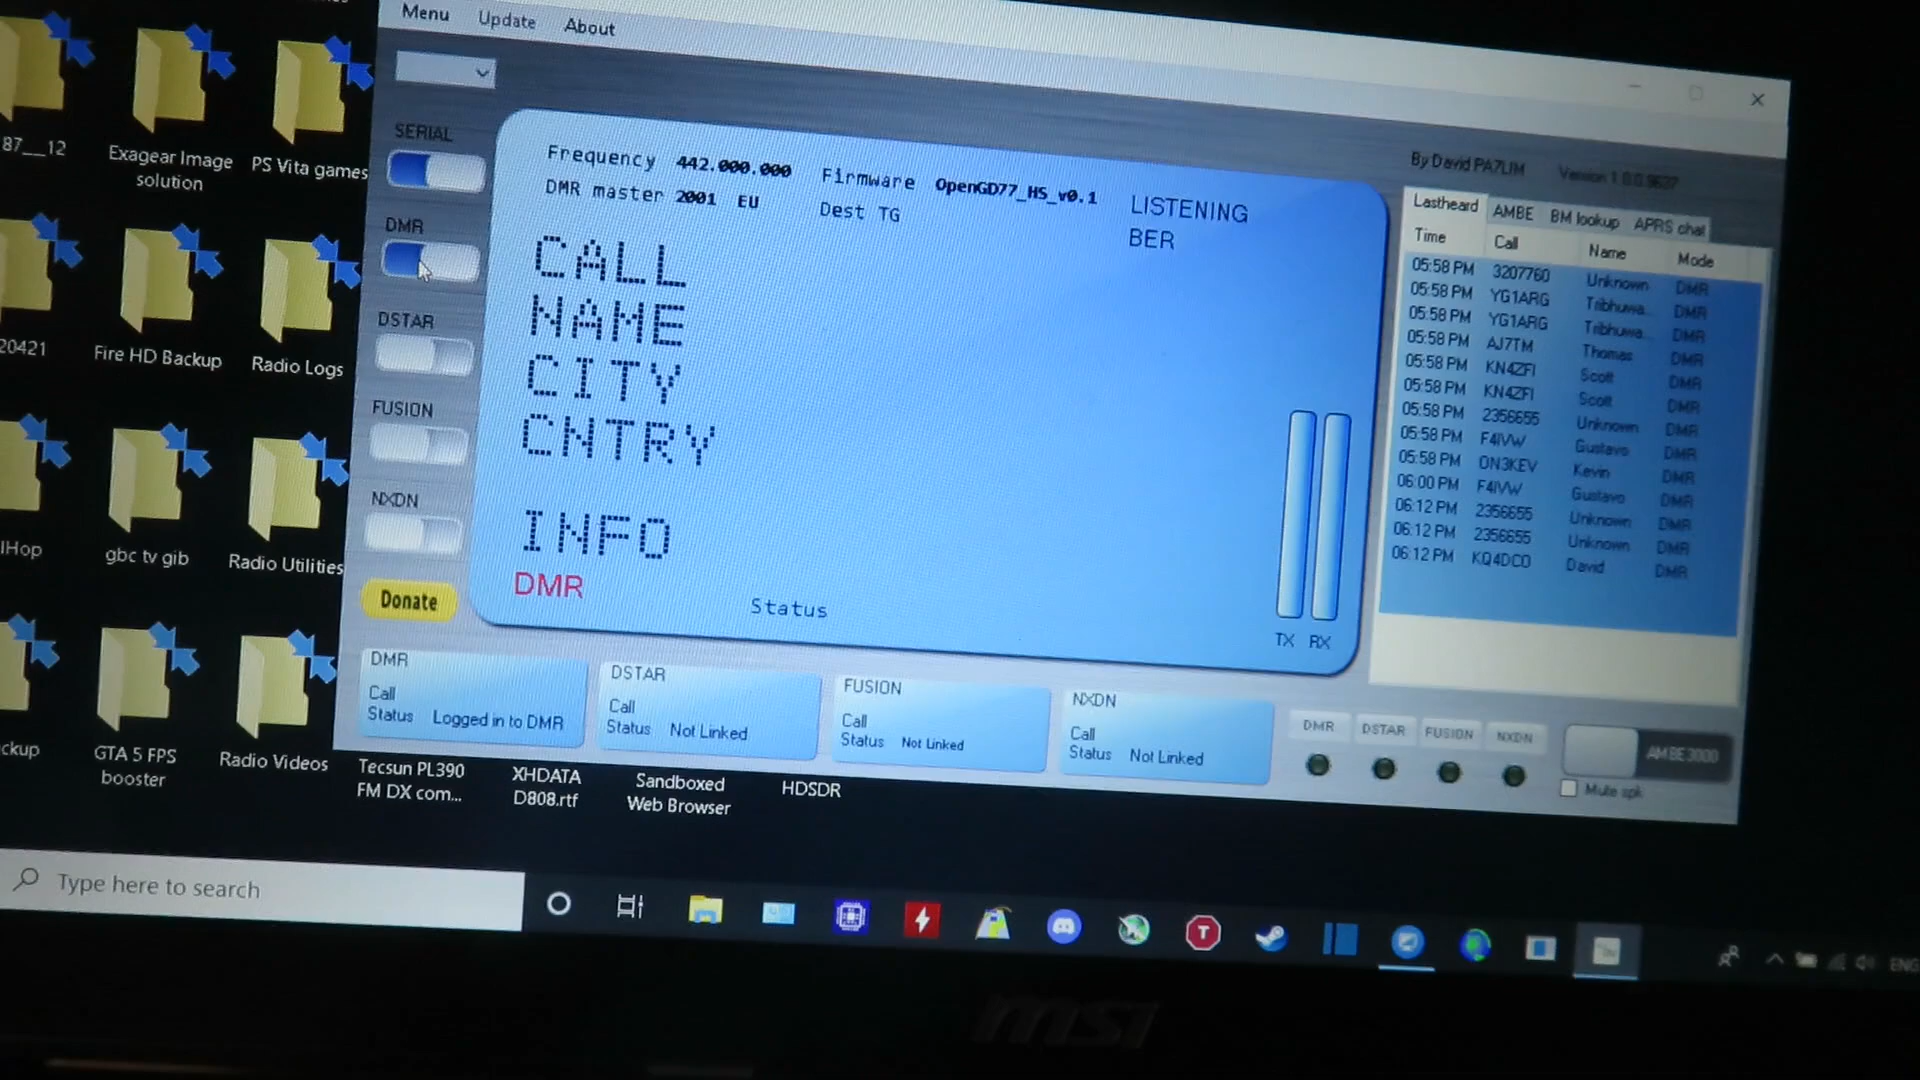 Menu Update About
SERIAL
DMR
DSTAR
FUSION
NXDN
Donate
Frequency 442.000.000
DMR master 2001 EU
Firmware OpenGD77_HS_v0.1
Dest TG
LISTENING
BER
CALL
NAME
CITY
CNTRY
INFO
DMR
Status
TX RX
By David PA7LIM
Lastheard AMBE BM lookup APRS chat
Time Call Name Mode
05:58 PM 3207760 Unknown DMR
05:58 PM YG1ARG Tribhuwa... DMR
05:58 PM YG1ARG Tribhuwa... DMR
05:58 PM AJ7TM Thomas DMR
05:58 PM KN4ZFI Scott DMR
05:58 PM KN4ZFI Scott DMR
05:58 PM 2356655 Unknown DMR
05:58 PM F4IVW Gustavo DMR
05:58 PM ON3KEV Kevin DMR
06:00 PM F4IVW Gustavo DMR
06:12 PM 2356655 Unknown DMR
06:12 PM 2356655 Unknown DMR
06:12 PM KQ4DCO David DMR
DMR
Call
Status Logged in to DMR
DSTAR
Call
Status Not Linked
FUSION
Call
Status Not Linked
NXDN
Call
Status Not Linked
DMR DSTAR FUSION NXDN
AMBE3000
Mute spk
87__12
Exagear Image
solution
PS Vita games
20421
Fire HD Backup
Radio Logs
lHop
gbc tv gib
Radio Utilities
ckup
GTA 5 FPS
booster
Radio Videos
Tecsun PL390
FM DX com...
XHDATA
D808.rtf
Sandboxed
Web Browser
HDSDR
Type here to search
ENG
msi